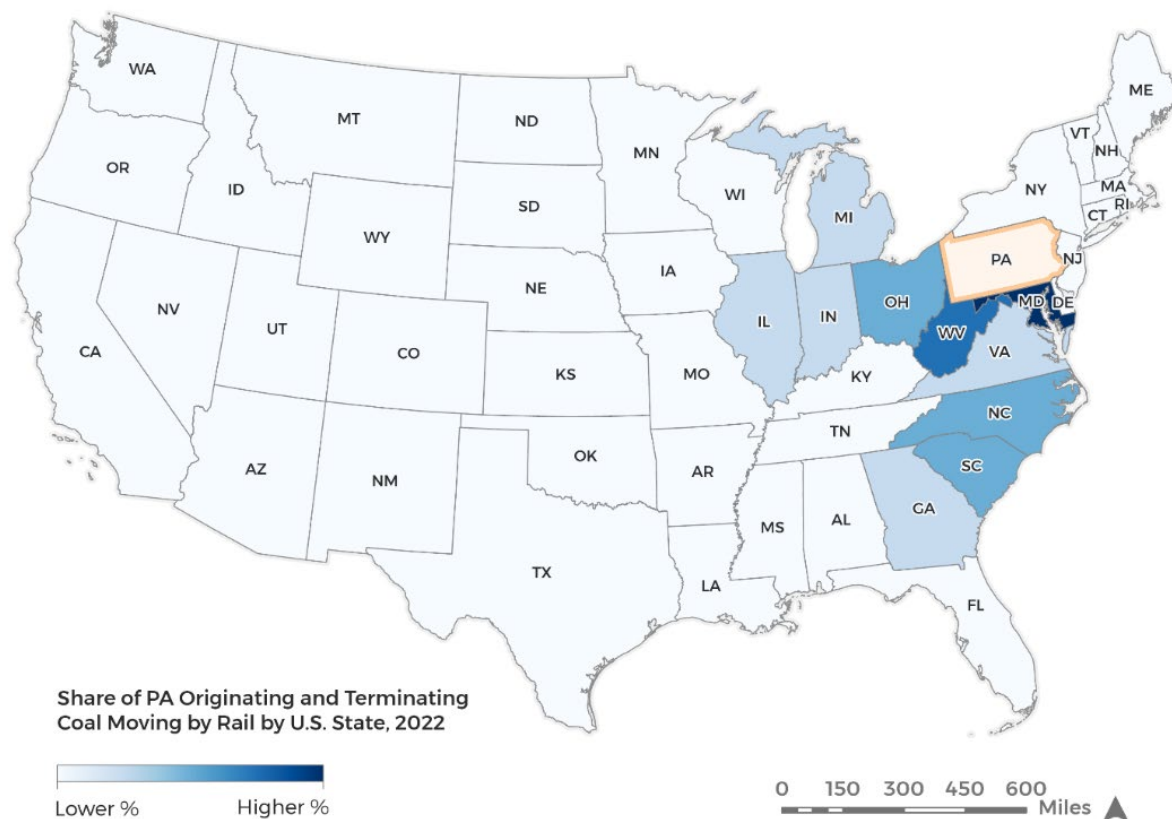 WA
MT
ND
MN
ME
VT
NH
OR
ID
SD
WI
NY
MA
RI
CT
MI
WY
IA
PA
NJ
NE
OH
MD
DE
NV
UT
IL
IN
WV
CA
CO
KS
MO
VA
KY
NC
AZ
NM
OK
AR
TN
SC
MS
AL
GA
TX
LA
FL
Share of PA Originating and Terminating
Coal Moving by Rail by U.S. State, 2022
Lower %
Higher %
0 150 300 450 600
Miles